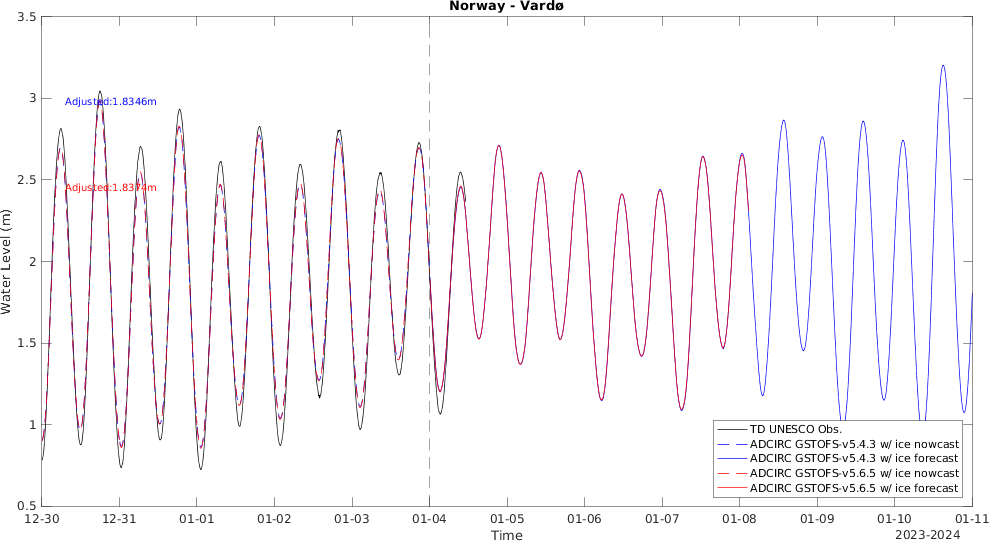 Norway - Vardø
3.5
3
2.5
2
1.5
1
0.5
Water Level (m)
Adjusted:1.8346m
Adjusted:1.8374m
TD UNESCO Obs.
ADCIRC GSTOFS-v5.4.3 w/ ice nowcast
ADCIRC GSTOFS-v5.4.3 w/ ice forecast
ADCIRC GSTOFS-v5.6.5 w/ ice nowcast
ADCIRC GSTOFS-v5.6.5 w/ ice forecast
12-30 12-31 01-01 01-02 01-03 01-04 01-05 01-06 01-07 01-08 01-09 01-10 01-11
Time
2023-2024